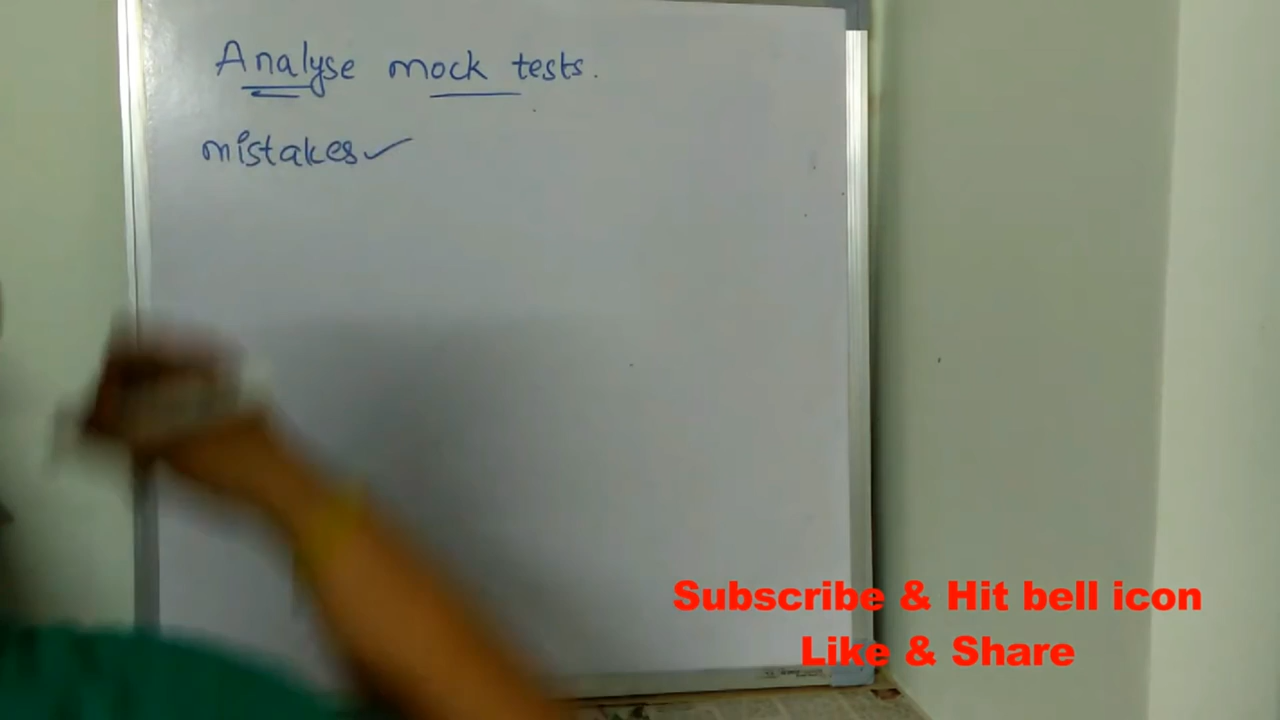 Analyse mock tests.
mistakes ✓
Subscribe & Hit bell icon
Like & Share